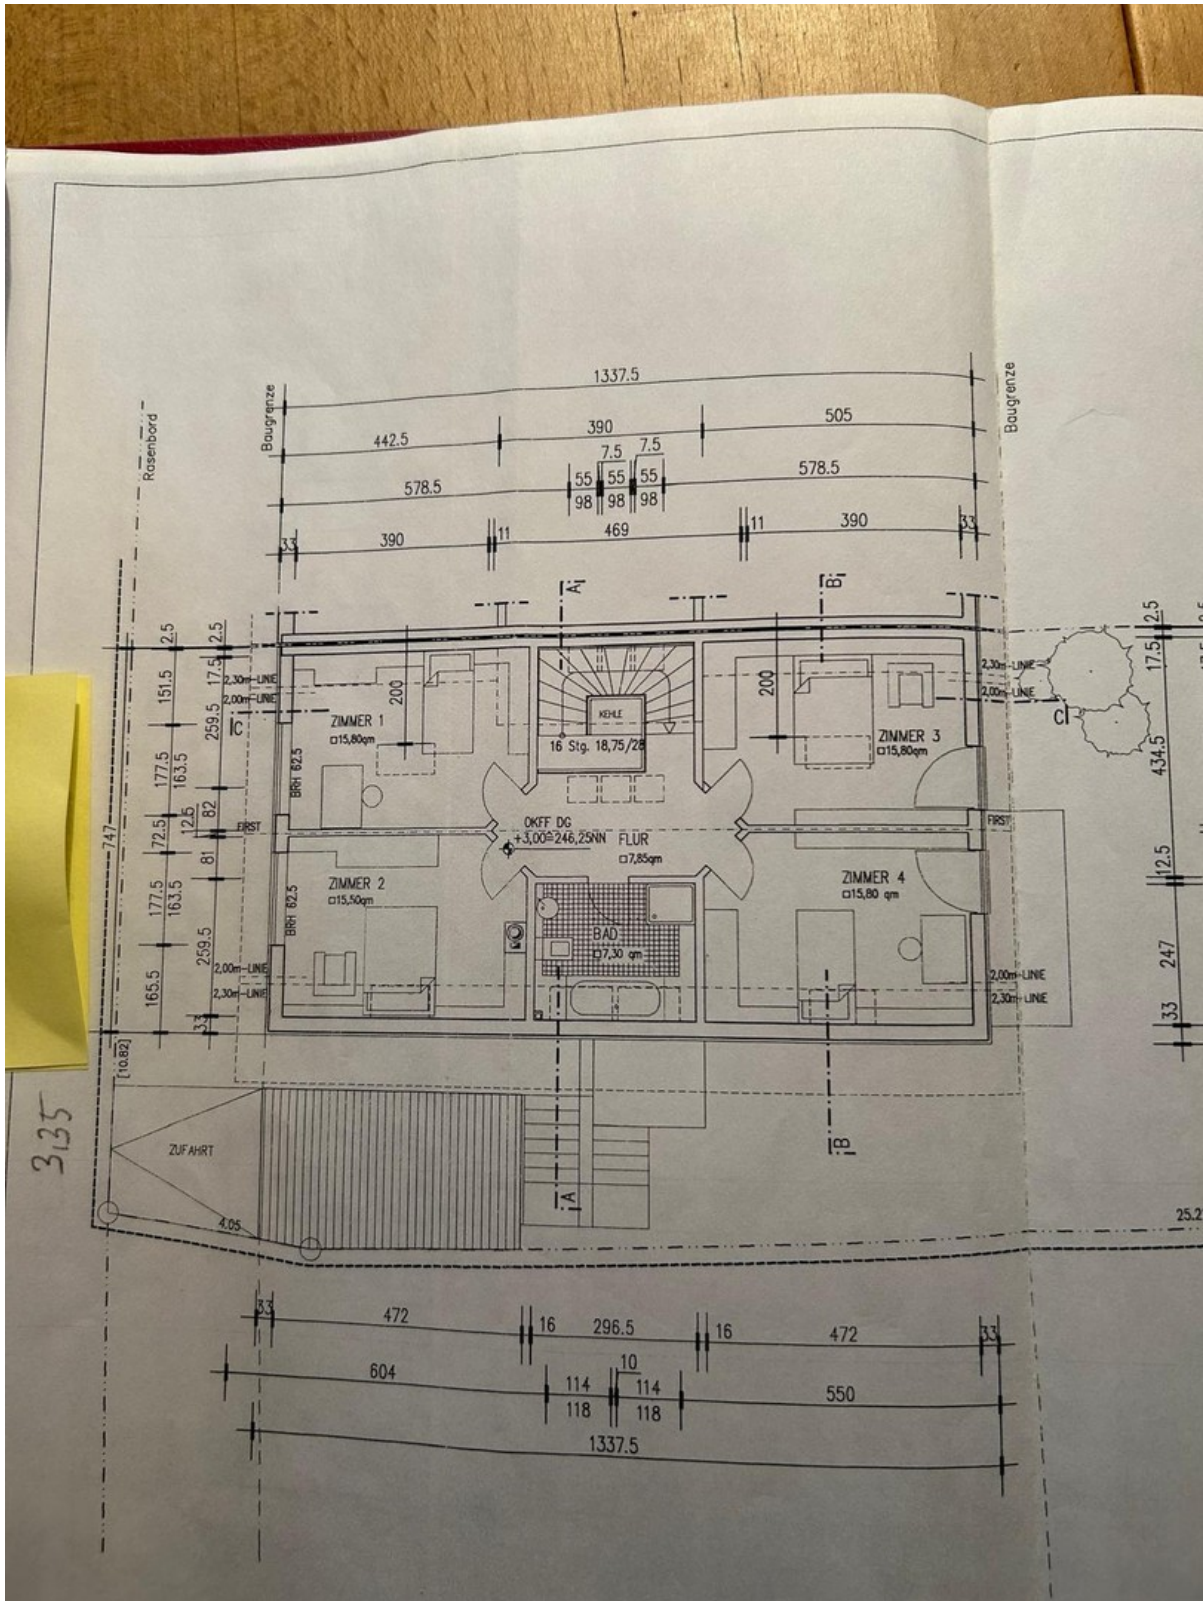 1337.5
442.5
390
505
7.5
7.5
578.5
55
55
55
578.5
98
98
98
33
390
11
469
11
390
33
Baugrenze
Rasenbord
Baugrenze
A
B
2.5
2.5
17.5
151.5
259.5
177.5
163.5
82
12.5
72.5
747
81
177.5
163.5
259.5
165.5
33
[10.82]
2,30m-LINIE
2,00m-LINIE
C
ZIMMER 1
□15,80qm
200
BRH 62.5
KEHLE
16 Stg. 18,75/28
200
ZIMMER 3
□15,80qm
2,30m-LINIE
2,00m-LINIE
C
FIRST
OKFF DG
+3,00≙246,25NN
FLUR
□7,85qm
FIRST
ZIMMER 2
□15,50qm
BRH 62.5
BAD
□7,30 qm
ZIMMER 4
□15,80 qm
2,00m-LINIE
2,30m-LINIE
2,00m-LINIE
2,30m-LINIE
2.5
17.5
434.5
12.5
247
33
3,35
ZUFAHRT
4.05
A
B
25.2
33
472
16
296.5
16
472
33
604
10
114
114
118
118
550
1337.5